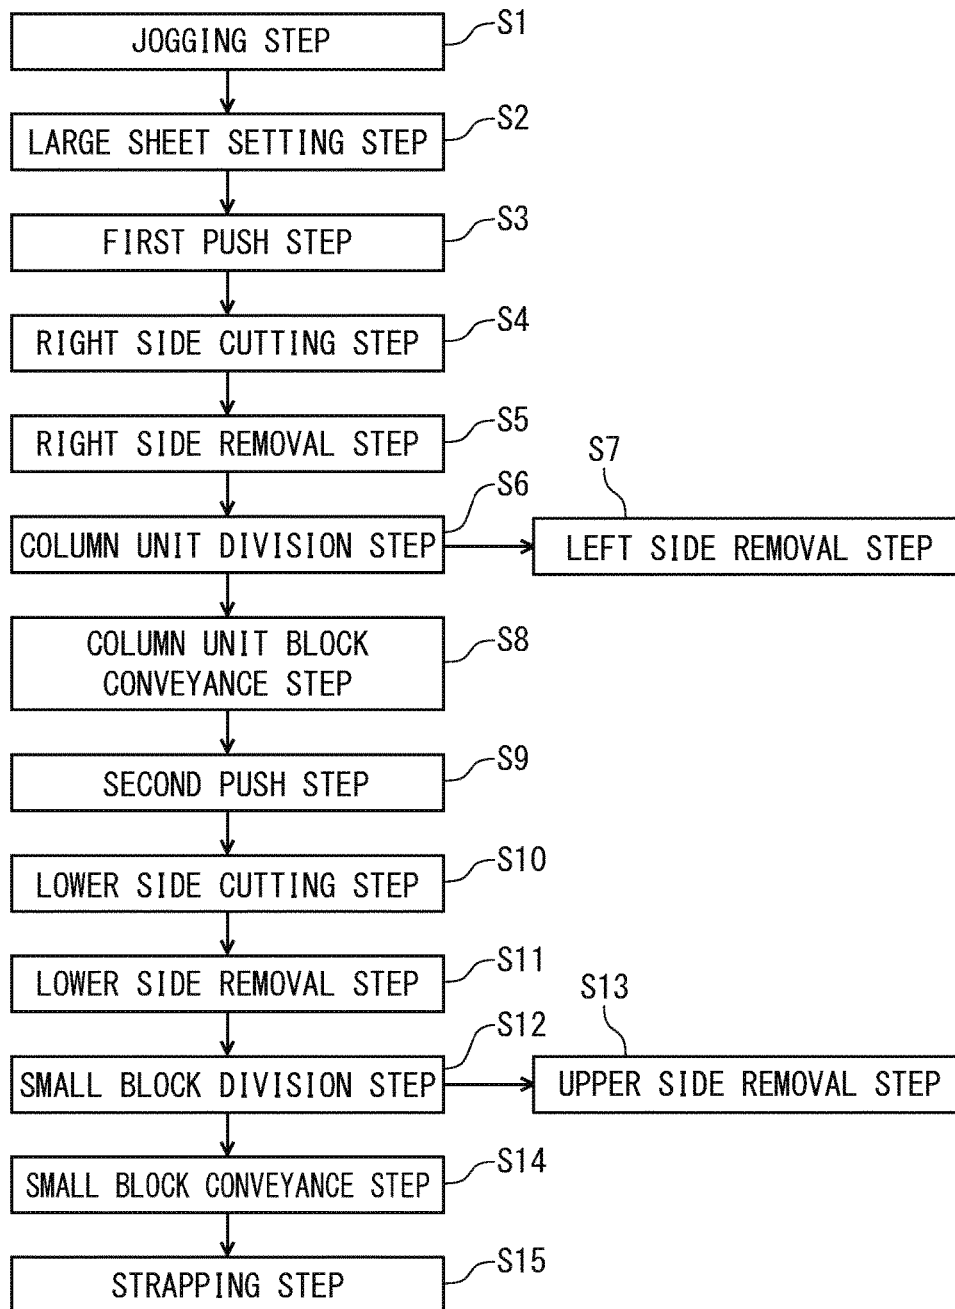 JOGGING STEP
S1
LARGE SHEET SETTING STEP
S2
FIRST PUSH STEP
S3
RIGHT SIDE CUTTING STEP
S4
RIGHT SIDE REMOVAL STEP
S5
COLUMN UNIT DIVISION STEP
S6
LEFT SIDE REMOVAL STEP
S7
COLUMN UNIT BLOCK
CONVEYANCE STEP
S8
SECOND PUSH STEP
S9
LOWER SIDE CUTTING STEP
S10
LOWER SIDE REMOVAL STEP
S11
SMALL BLOCK DIVISION STEP
S12
UPPER SIDE REMOVAL STEP
S13
SMALL BLOCK CONVEYANCE STEP
S14
STRAPPING STEP
S15